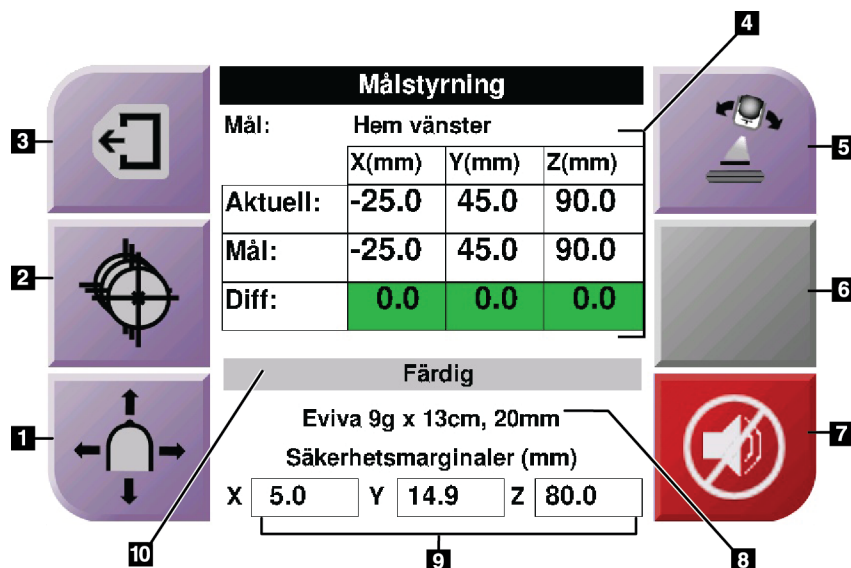 4
Målstyrning
3
Mål: Hem vänster
5
X(mm) Y(mm) Z(mm)
Aktuell: -25.0 45.0 90.0
2
Mål: -25.0 45.0 90.0
6
Diff: 0.0 0.0 0.0
Färdig
1
Eviva 9g x 13cm, 20mm
7
Säkerhetsmarginaler (mm)
X 5.0 Y 14.9 Z 80.0
10
9
8